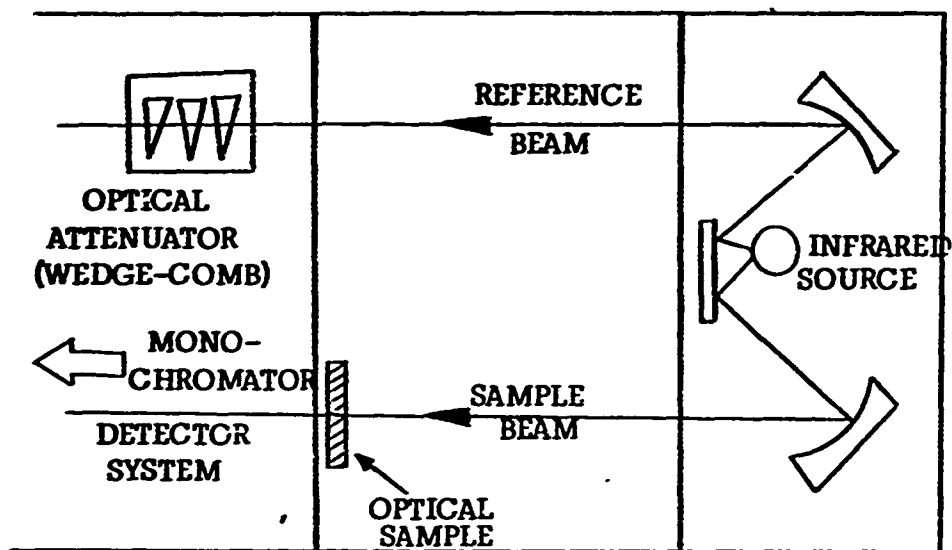 REFERENCE
BEAM
OPTICAL
ATTENUATOR
(WEDGE-COMB)
INFRARED
SOURCE
MONO-
CHROMATOR
SAMPLE
BEAM
DETECTOR
SYSTEM
OPTICAL
SAMPLE